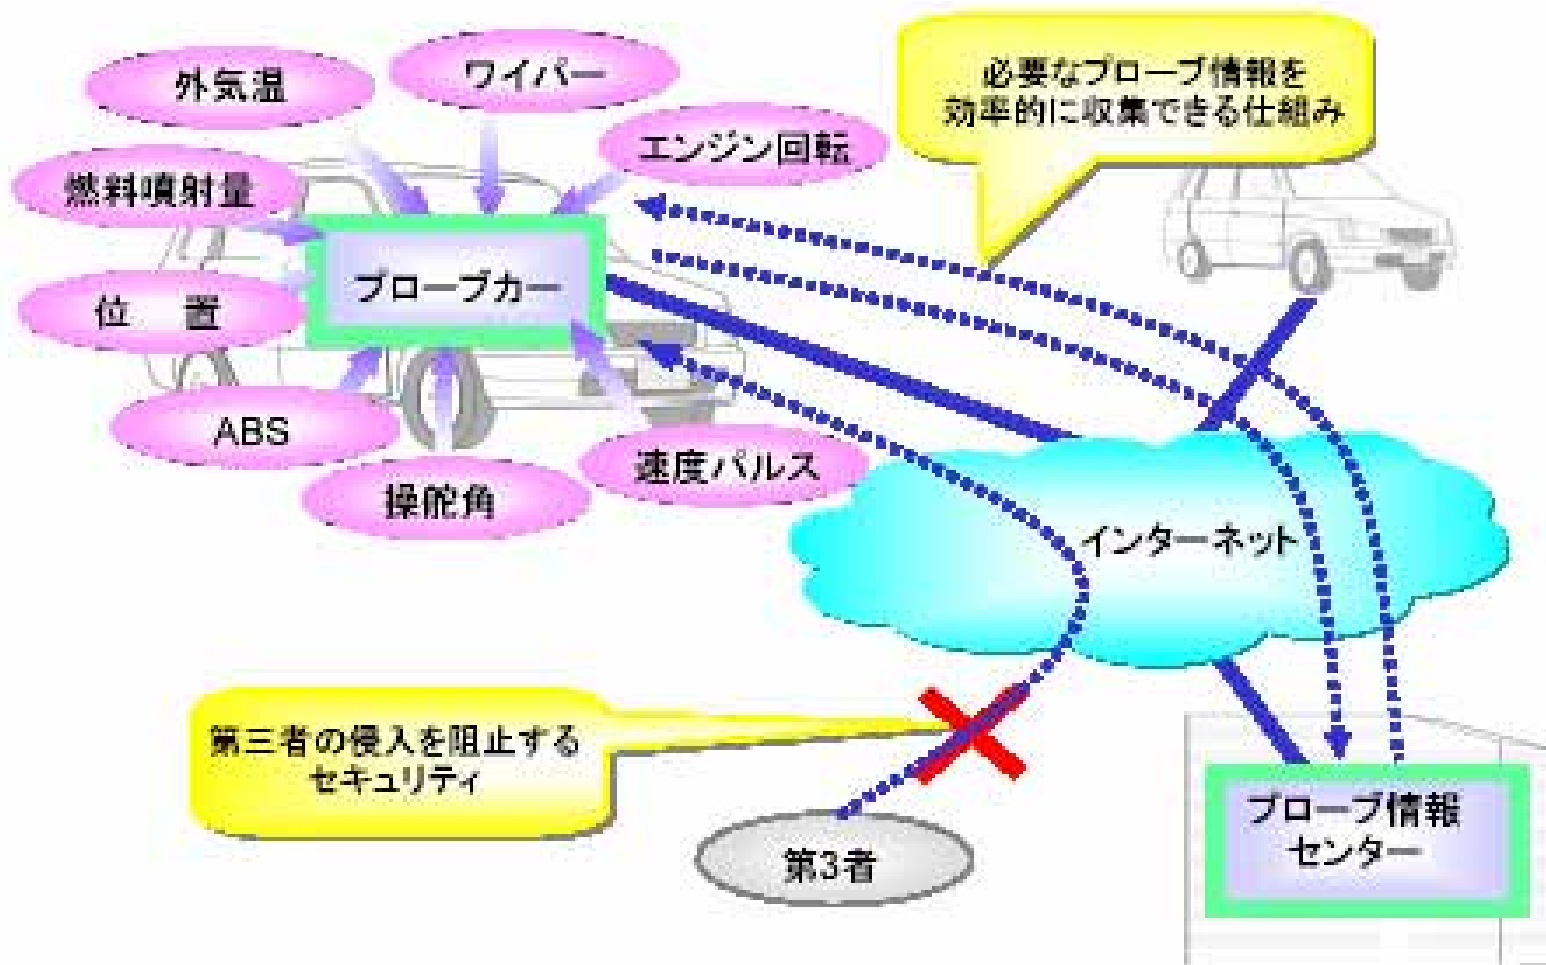 外気温
ワイパー
必要なプローブ情報を
効率的に収集できる仕組み
エンジン回転
燃料噴射量
プローブカー
位　置
ABS
速度パルス
操舵角
インターネット
第三者の侵入を阻止する
セキュリティ
プローブ情報
センター
第3者